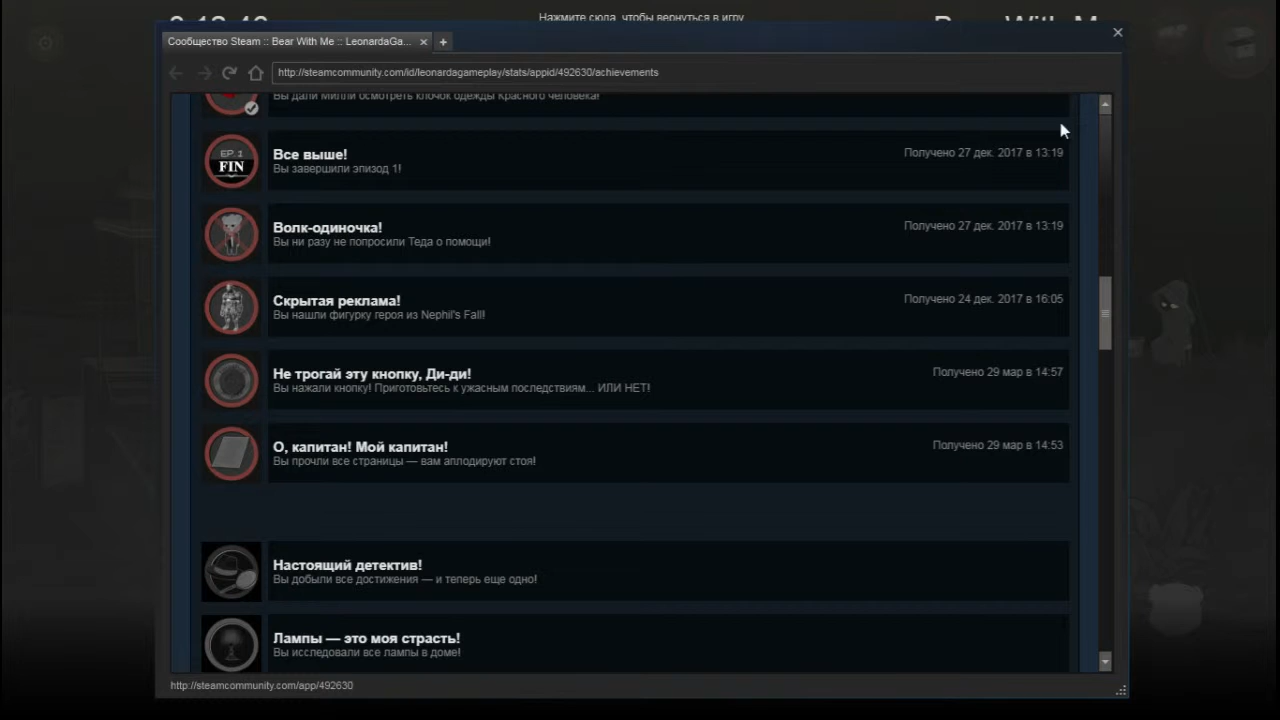 Нажмите сюда, чтобы вернуться в игру
Сообщество Steam :: Bear With Me :: LeonardaGa...
http://steamcommunity.com/id/leonardagameplay/stats/appid/492630/achievements
Вы дали Милли осмотреть клочок одежды Красного человека!
EP.1
FIN
Все выше!
Получено 27 дек. 2017 в 13:19
Вы завершили эпизод 1!
Волк-одиночка!
Получено 27 дек. 2017 в 13:19
Вы ни разу не попросили Теда о помощи!
Скрытая реклама!
Получено 24 дек. 2017 в 16:05
Вы нашли фигурку героя из Nephil's Fall!
Не трогай эту кнопку, Ди-ди!
Получено 29 мар в 14:57
Вы нажали кнопку! Приготовьтесь к ужасным последствиям... ИЛИ НЕТ!
О, капитан! Мой капитан!
Получено 29 мар в 14:53
Вы прочли все страницы — вам аплодируют стоя!
Настоящий детектив!
Вы добыли все достижения — и теперь еще одно!
Лампы — это моя страсть!
Вы исследовали все лампы в доме!
http://steamcommunity.com/app/492630